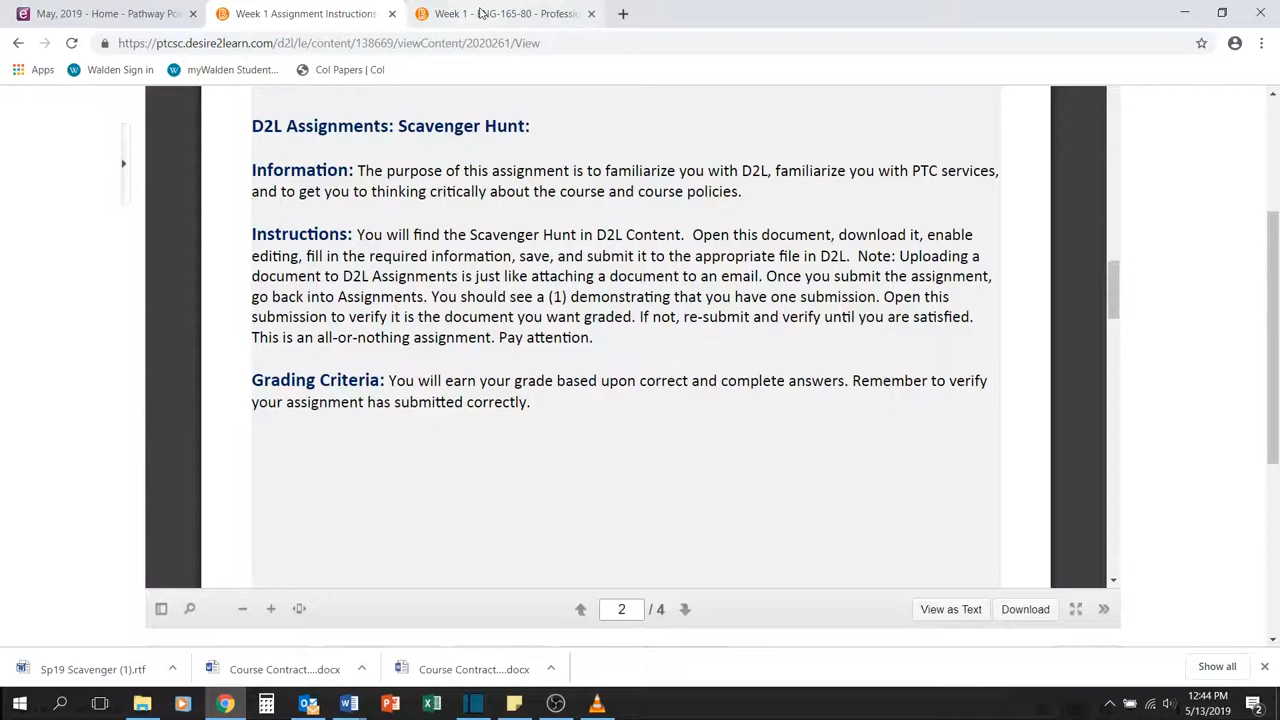 May, 2019 - Home - Pathway Po
Week 1 Assignment Instructions
Week 1 - ENG-165-80 - Professi
https://ptcsc.desire2learn.com/d2l/le/content/138669/viewContent/2020261/View
Apps
Walden Sign in
myWalden Student...
Col Papers | Col
D2L Assignments: Scavenger Hunt:
Information: The purpose of this assignment is to familiarize you with D2L, familiarize you with PTC services,
and to get you to thinking critically about the course and course policies.
Instructions: You will find the Scavenger Hunt in D2L Content. Open this document, download it, enable
editing, fill in the required information, save, and submit it to the appropriate file in D2L. Note: Uploading a
document to D2L Assignments is just like attaching a document to an email. Once you submit the assignment,
go back into Assignments. You should see a (1) demonstrating that you have one submission. Open this
submission to verify it is the document you want graded. If not, re-submit and verify until you are satisfied.
This is an all-or-nothing assignment. Pay attention.
Grading Criteria: You will earn your grade based upon correct and complete answers. Remember to verify
your assignment has submitted correctly.
2 / 4
View as Text
Download
Sp19 Scavenger (1).rtf
Course Contract....docx
Course Contract....docx
Show all
12:44 PM
5/13/2019
2